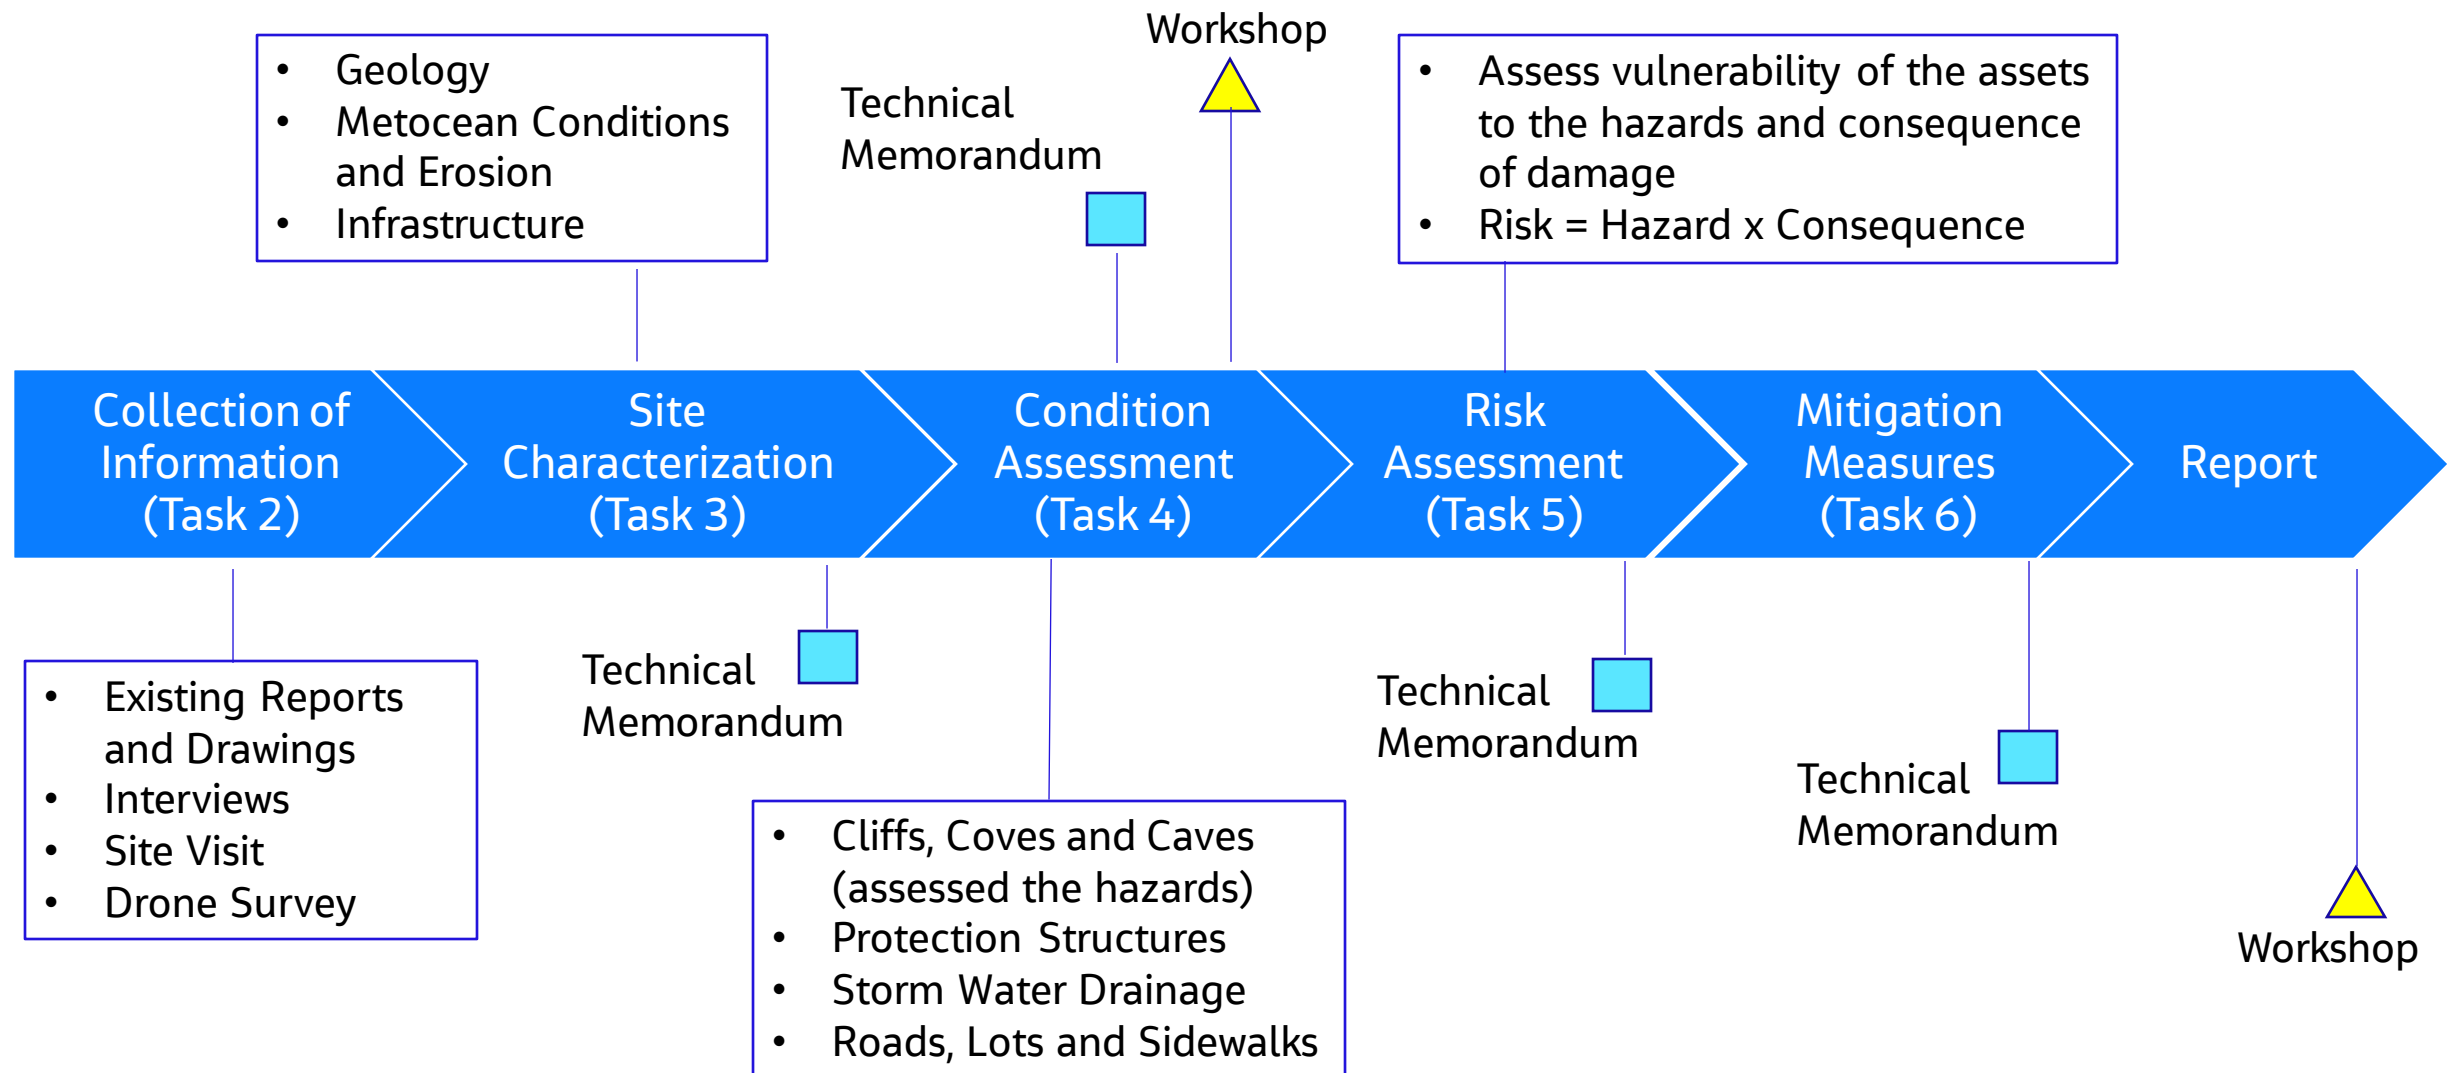 Workshop
• Geology
• Metocean Conditions
and Erosion
• Infrastructure
Technical
Memorandum
• Assess vulnerability of the assets
to the hazards and consequence
of damage
• Risk = Hazard x Consequence
Collection of
Information
(Task 2)
Site
Characterization
(Task 3)
Condition
Assessment
(Task 4)
Risk
Assessment
(Task 5)
Mitigation
Measures
(Task 6)
Report
• Existing Reports
and Drawings
• Interviews
• Site Visit
• Drone Survey
Technical
Memorandum
• Cliffs, Coves and Caves
(assessed the hazards)
• Protection Structures
• Storm Water Drainage
• Roads, Lots and Sidewalks
Technical
Memorandum
Technical
Memorandum
Workshop